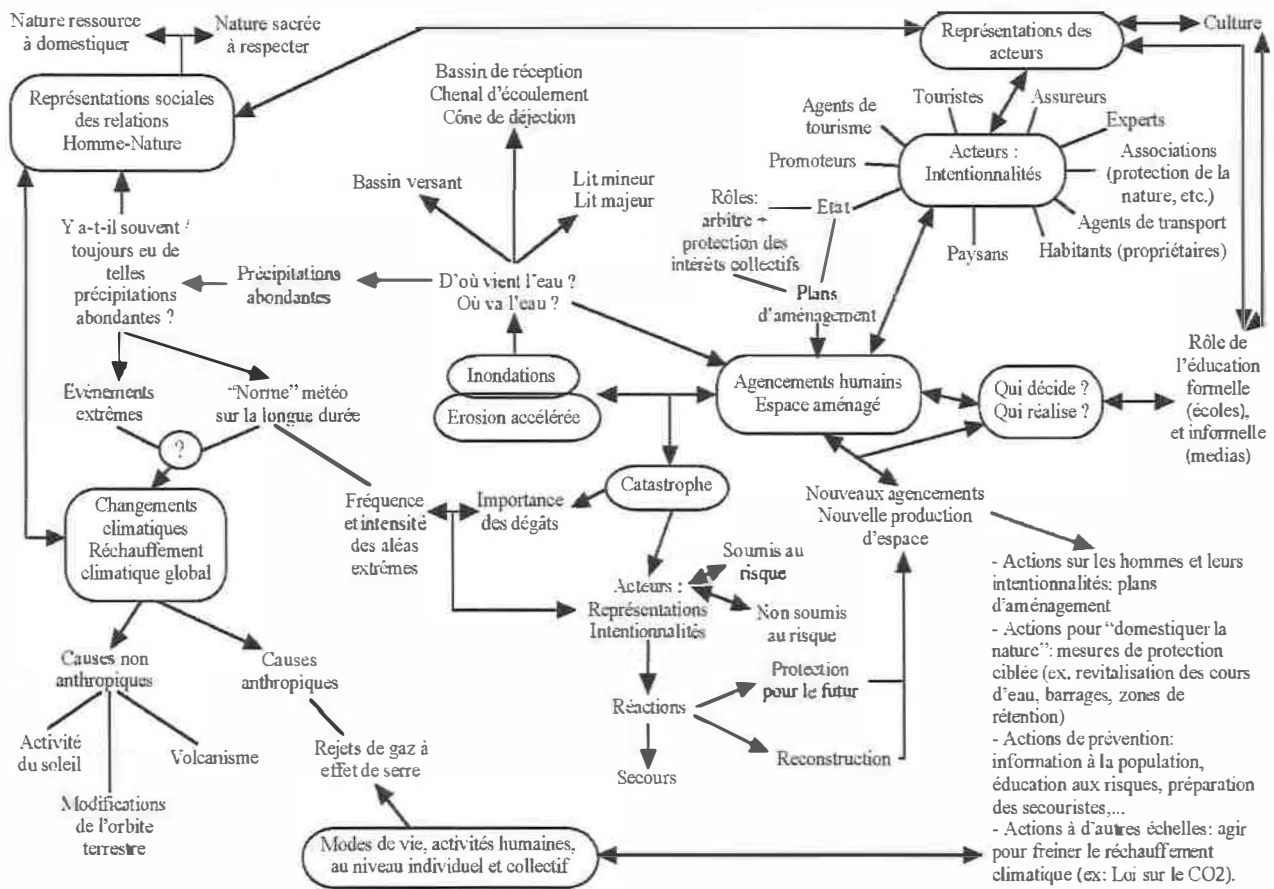 Nature ressource
à domestiquer
Nature sacrée
à respecter
Représentations sociales
des relations
Homme-Nature
Représentations des
acteurs
Culture
Bassin de réception
Chenal d'écoulement
Cône de déjection
Bassin versant
Lit mineur
Lit majeur
Agents de
tourisme
Touristes
Assureurs
Experts
Promoteurs
Acteurs :
Intentionnalités
Associations
(protection de la
nature, etc.)
Agents de transport
Habitants (propriétaires)
Paysans
Etat
Rôles:
arbitre +
protection des
intérêts collectifs
Plans
d'aménagement
Y a-t-il souvent /
toujours eu de
telles
précipitations
abondantes ?
Précipitations
abondantes
D'où vient l'eau ?
Où va l'eau ?
Inondations
Erosion accélérée
Agencements humains
Espace aménagé
Qui décide ?
Qui réalise ?
Rôle de
l'éducation
formelle
(écoles),
et informelle
(medias)
Evénements
extrêmes
"Norme" météo
sur la longue durée
?
Changements
climatiques
Réchauffement
climatique global
Fréquence
et intensité
des aléas
extrêmes
Importance
des dégâts
Catastrophe
Nouveaux agencements
Nouvelle production
d'espace
Acteurs :
Représentations
Intentionnalités
Soumis au
risque
Non soumis
au risque
Réactions
Protection
pour le futur
Reconstruction
Secours
Causes non
anthropiques
Causes
anthropiques
Activité
du soleil
Volcanisme
Modifications
de l'orbite
terrestre
Rejets de gaz à
effet de serre
Modes de vie, activités humaines,
au niveau individuel et collectif
- Actions sur les hommes et leurs
intentionnalités: plans
d'aménagement
- Actions pour "domestiquer la
nature": mesures de protection
ciblée (ex. revitalisation des cours
d'eau, barrages, zones de
rétention)
- Actions de prévention:
information à la population,
éducation aux risques, préparation
des secouristes,...
- Actions à d'autres échelles: agir
pour freiner le réchauffement
climatique (ex: Loi sur le CO2).